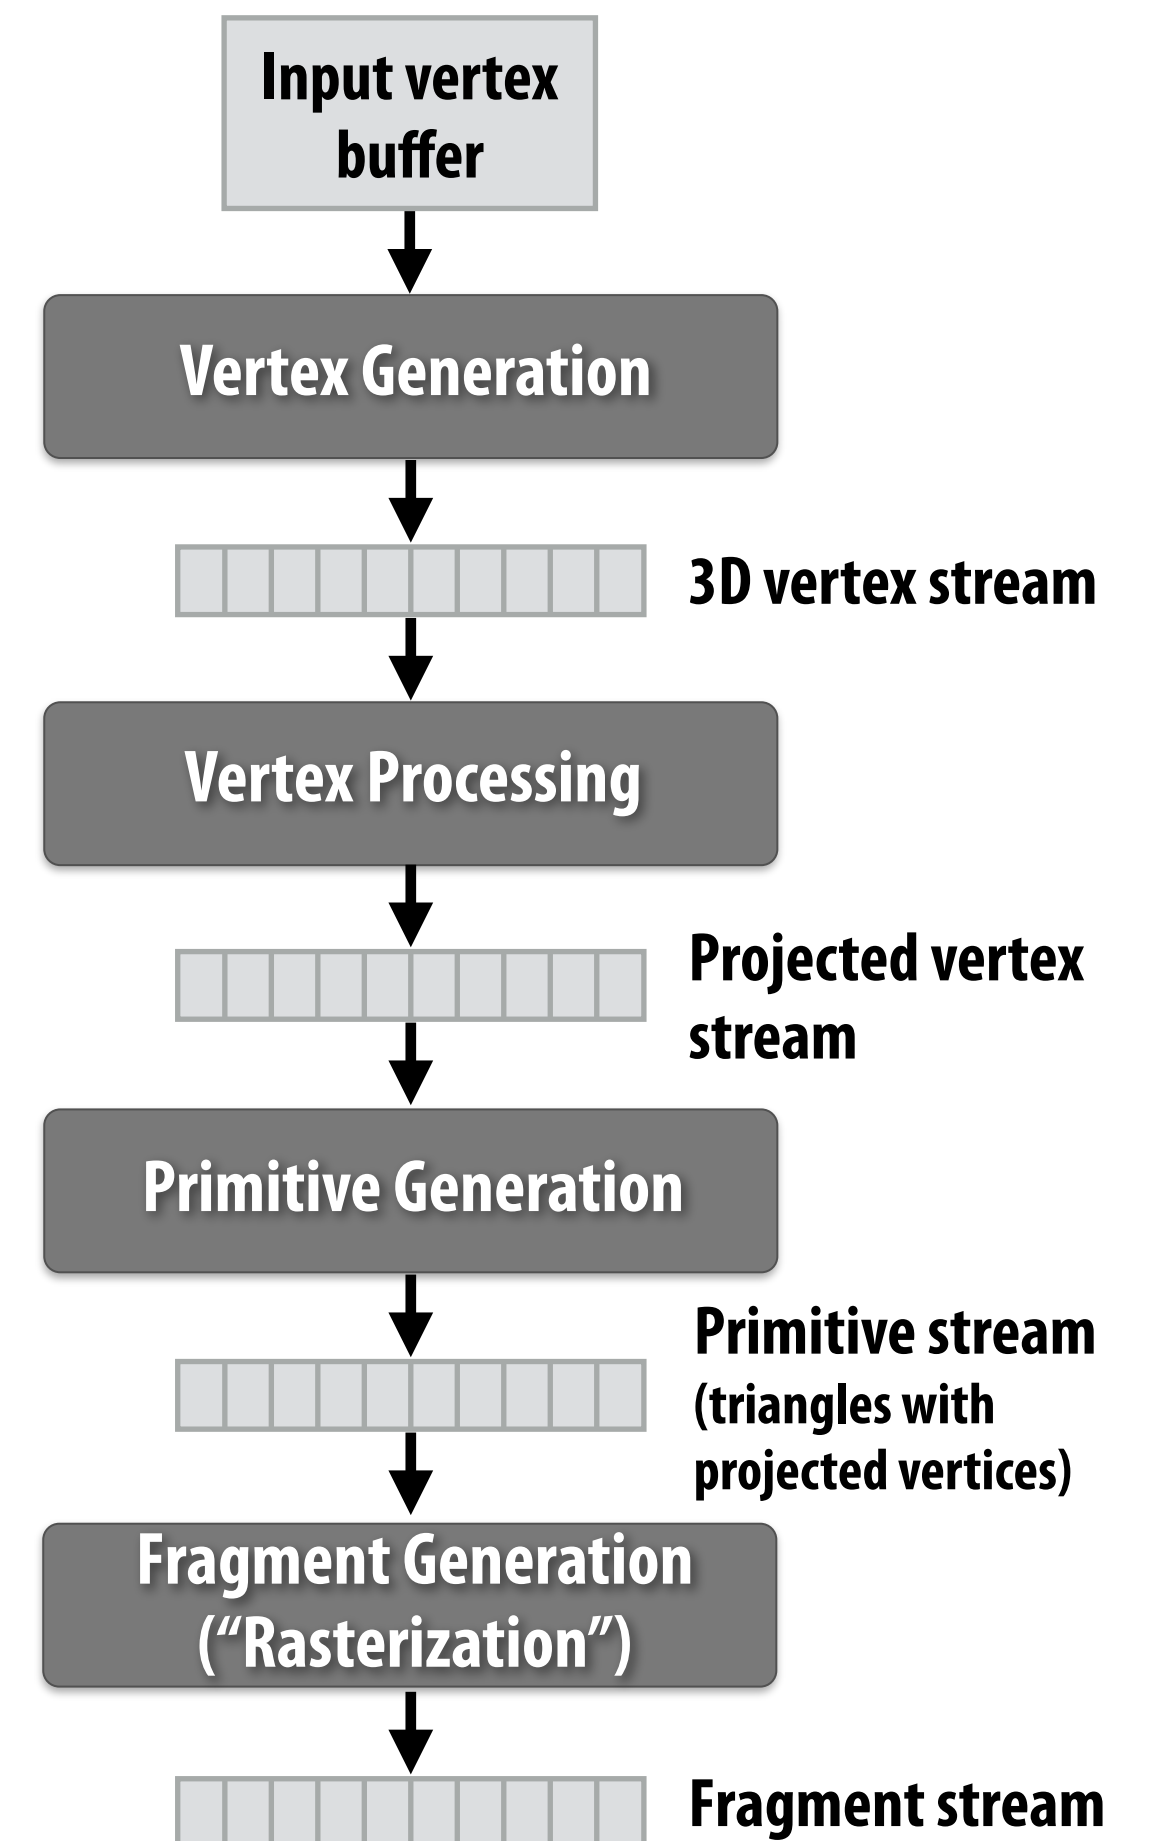 Input vertex
buffer
Vertex Generation
3D vertex stream
Vertex Processing
Projected vertex
stream
Primitive Generation
Primitive stream
(triangles with
projected vertices)
Fragment Generation
(“Rasterization”)
Fragment stream